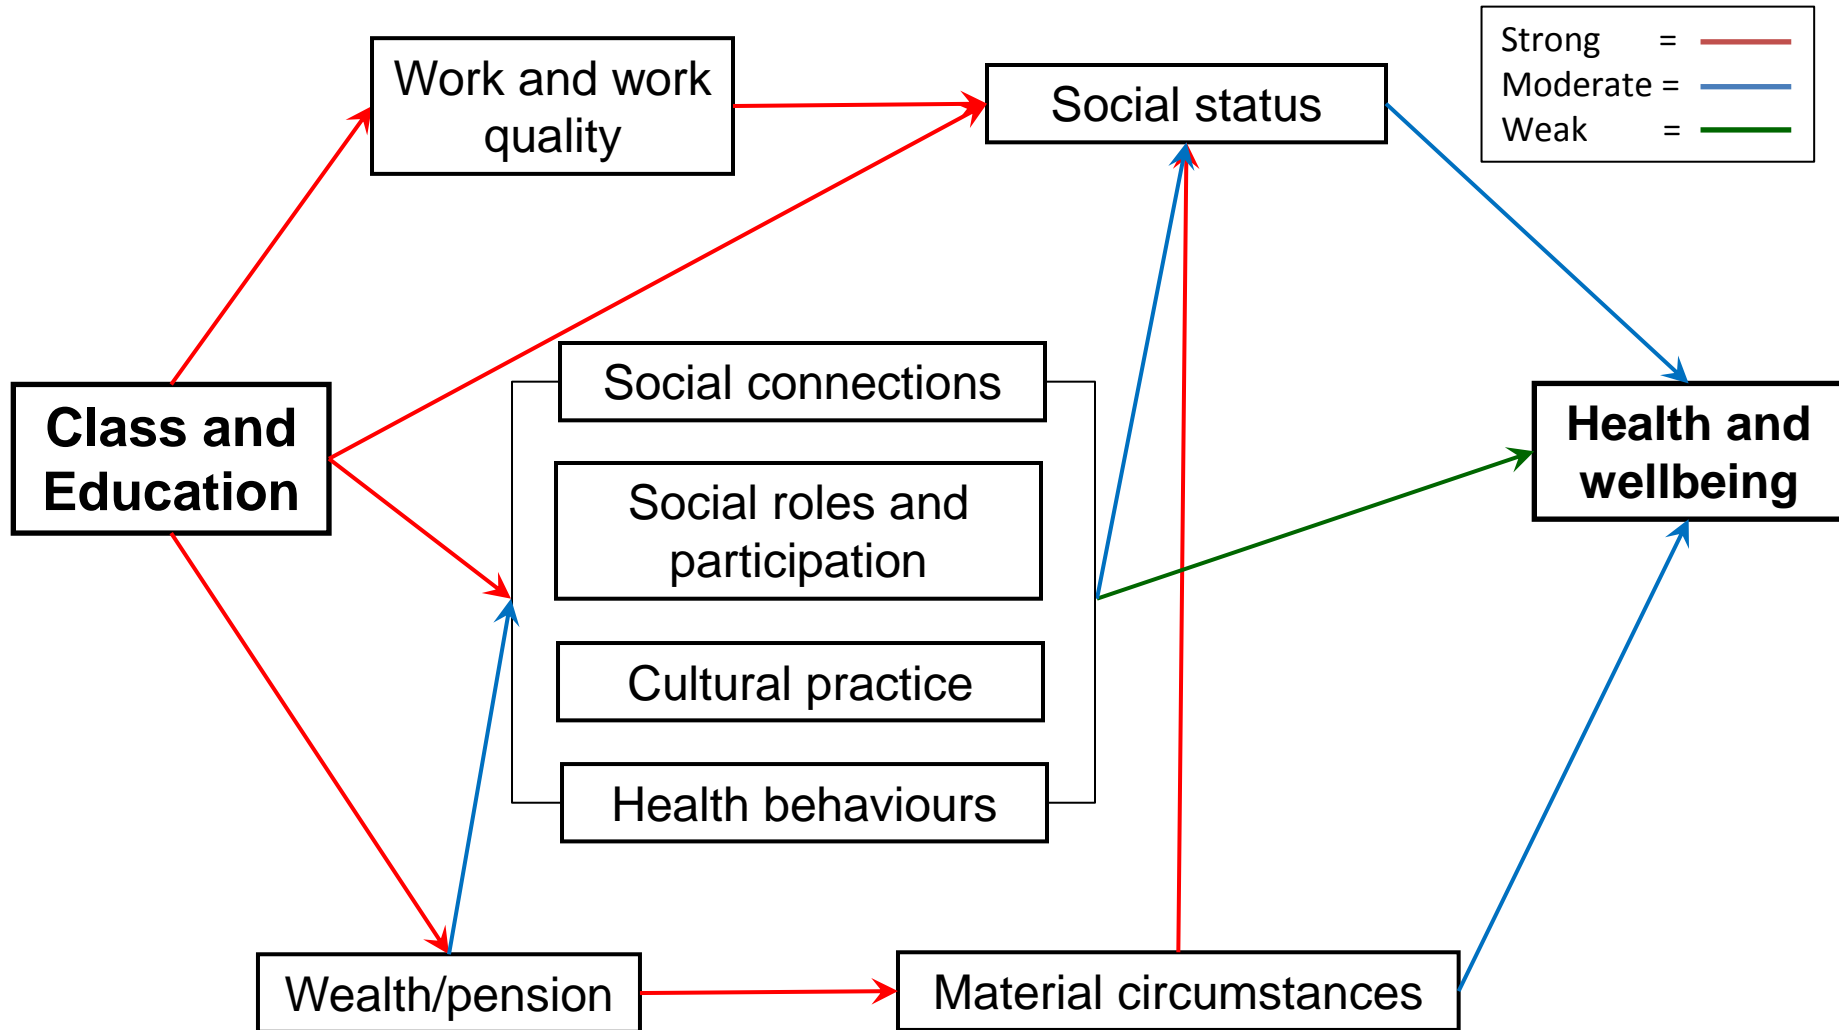 Work and work
quality
Social status
Strong =
Moderate =
Weak =
Social connections
Class and
Education
Social roles and
participation
Health and
wellbeing
Cultural practice
Health behaviours
Wealth/pension
Material circumstances